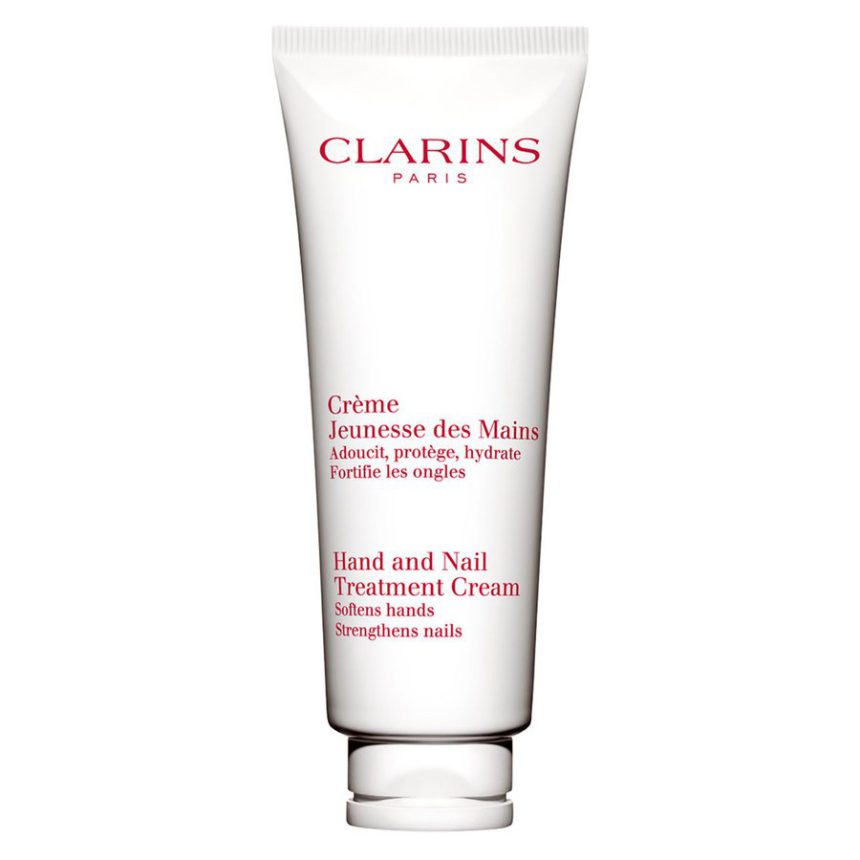 CLARINS
PARIS
Crème
Jeunesse des Mains
Adoucit, protège, hydrate
Fortifie les ongles
Hand and Nail
Treatment Cream
Softens hands
Strengthens nails